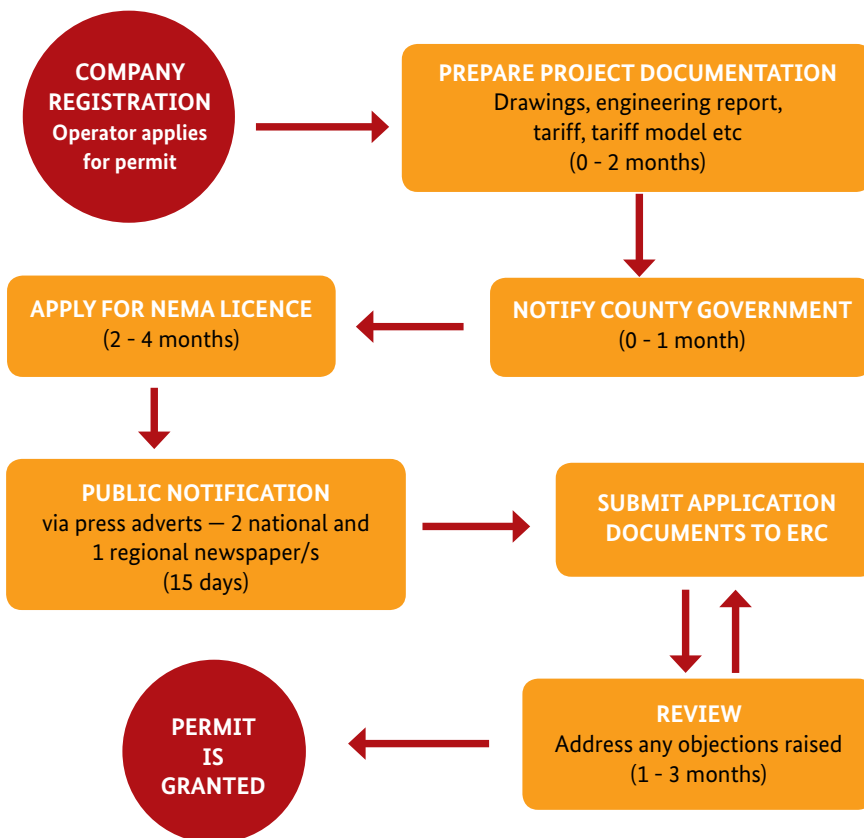 COMPANY
REGISTRATION
Operator applies
for permit
PREPARE PROJECT DOCUMENTATION
Drawings, engineering report,
tariff, tariff model etc
(0 - 2 months)
NOTIFY COUNTY GOVERNMENT
(0 - 1 month)
APPLY FOR NEMA LICENCE
(2 - 4 months)
PUBLIC NOTIFICATION
via press adverts — 2 national and
1 regional newspaper/s
(15 days)
SUBMIT APPLICATION
DOCUMENTS TO ERC
REVIEW
Address any objections raised
(1 - 3 months)
PERMIT
IS
GRANTED